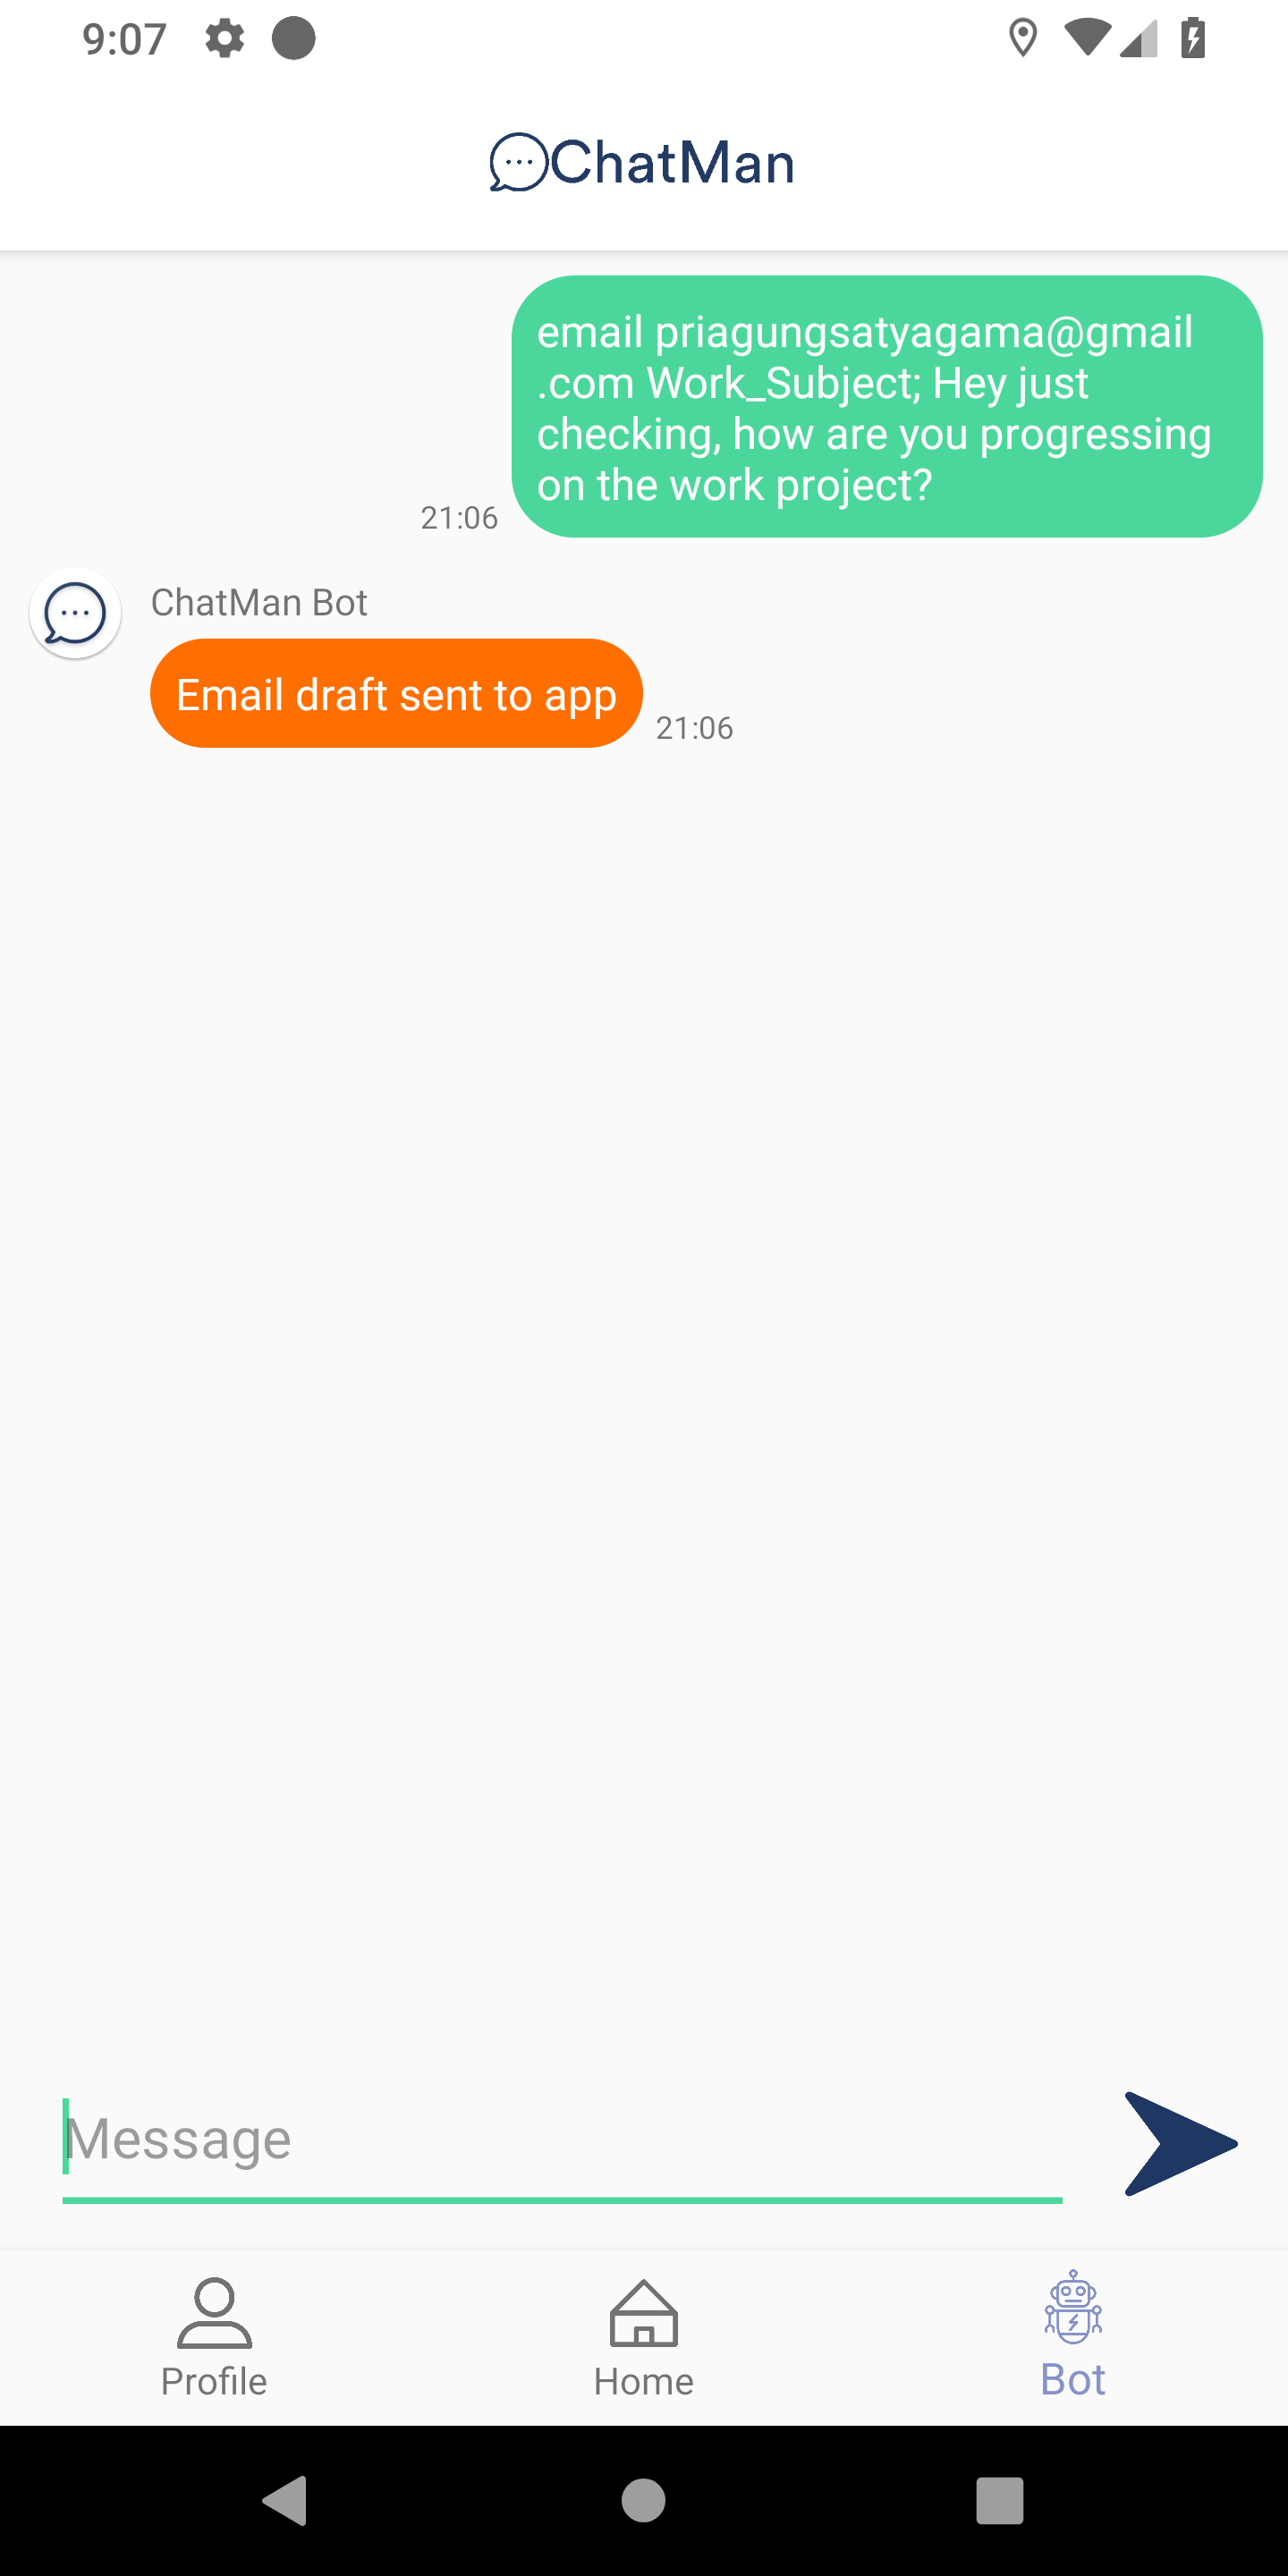 9:07
ChatMan
email priagungsatyagama@gmail
.com Work_Subject; Hey just
checking, how are you progressing
on the work project?
21:06
ChatMan Bot
Email draft sent to app
21:06
Message
Profile
Home
Bot